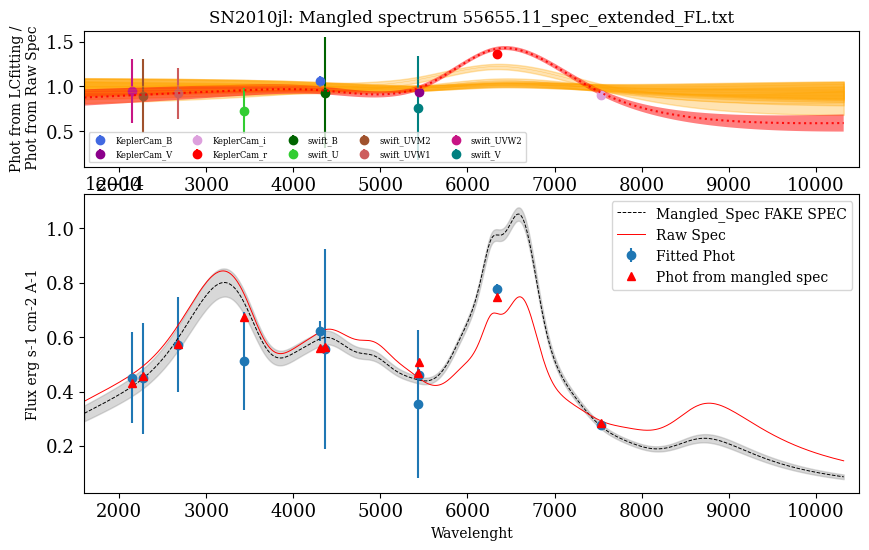 SN2010jl: Mangled spectrum 55655.11_spec_extended_FL.txt
Phot from LCfitting /
Phot from Raw Spec
1.5
1.0
0.5
KeplerCam_B KeplerCam_i swift_B swift_UVM2 swift_UVW2
KeplerCam_V KeplerCam_r swift_U swift_UVW1 swift_V
2000 3000 4000 5000 6000 7000 8000 9000 10000
1e−14
Flux erg s-1 cm-2 A-1
1.0
0.8
0.6
0.4
0.2
Mangled_Spec FAKE SPEC
Raw Spec
Fitted Phot
Phot from mangled spec
2000 3000 4000 5000 6000 7000 8000 9000 10000
Wavelenght